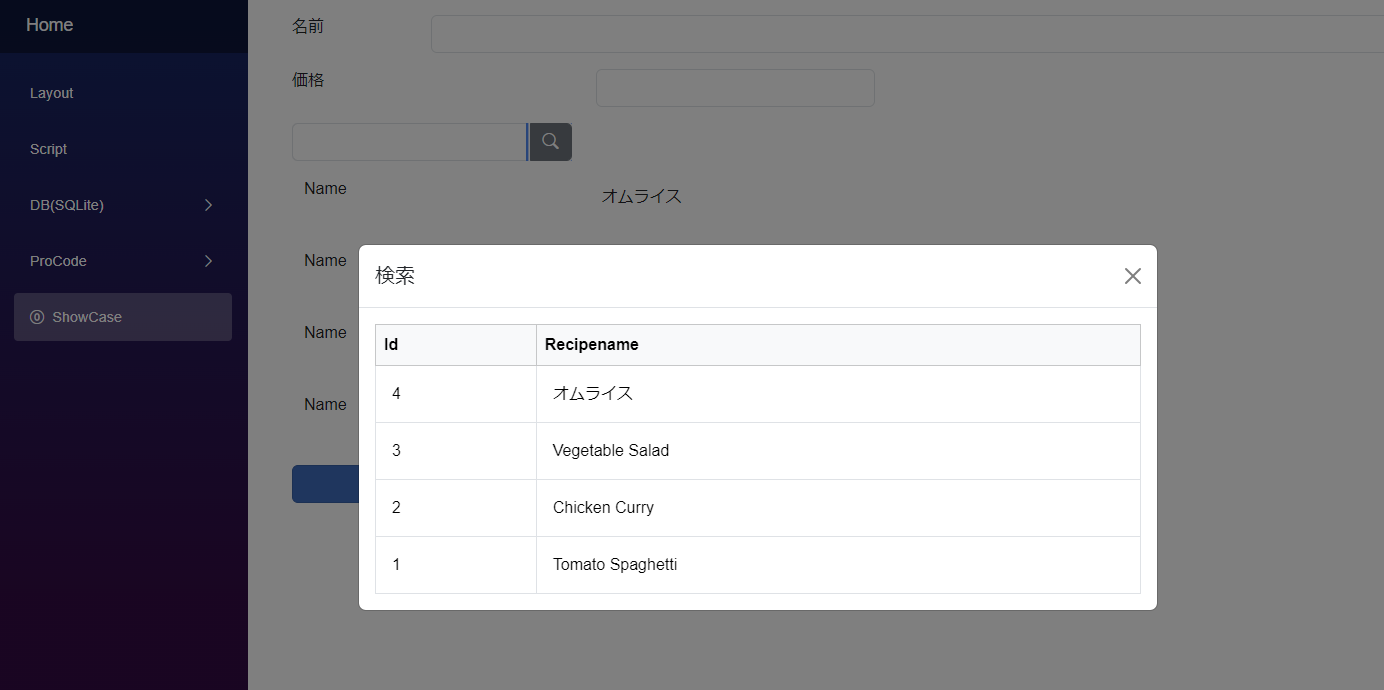 Home
Layout
Script
DB(SQLite)
ProCode
ShowCase
名前
価格
Name
オムライス
Name
Name
Name
検索
Id Recipename
4 オムライス
3 Vegetable Salad
2 Chicken Curry
1 Tomato Spaghetti